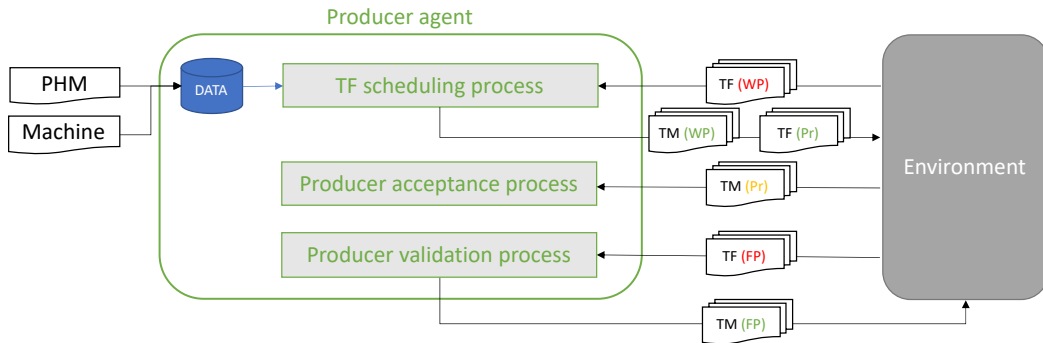 Producer agent
PHM
Machine
DATA
TF scheduling process
TF (WP)
TM (WP)
TF (Pr)
Producer acceptance process
TM (Pr)
Environment
Producer validation process
TF (FP)
TM (FP)